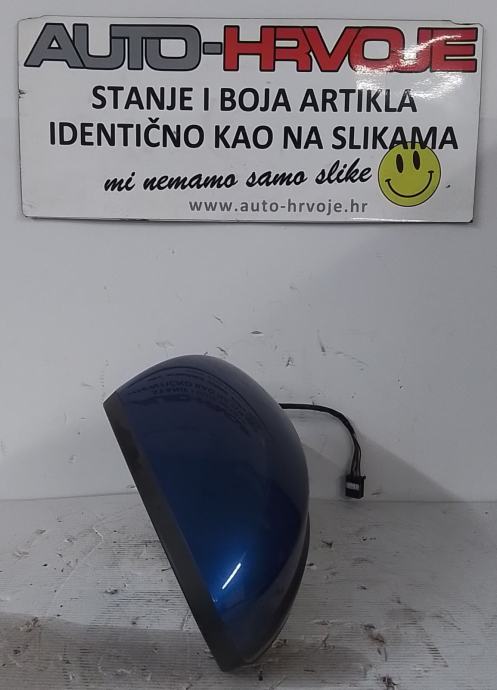 AUTO-HRVOJE
STANJE I BOJA ARTIKLA
IDENTIČNO KAO NA SLIKAMA
mi nemamo samo slike
www.auto-hrvoje.hr